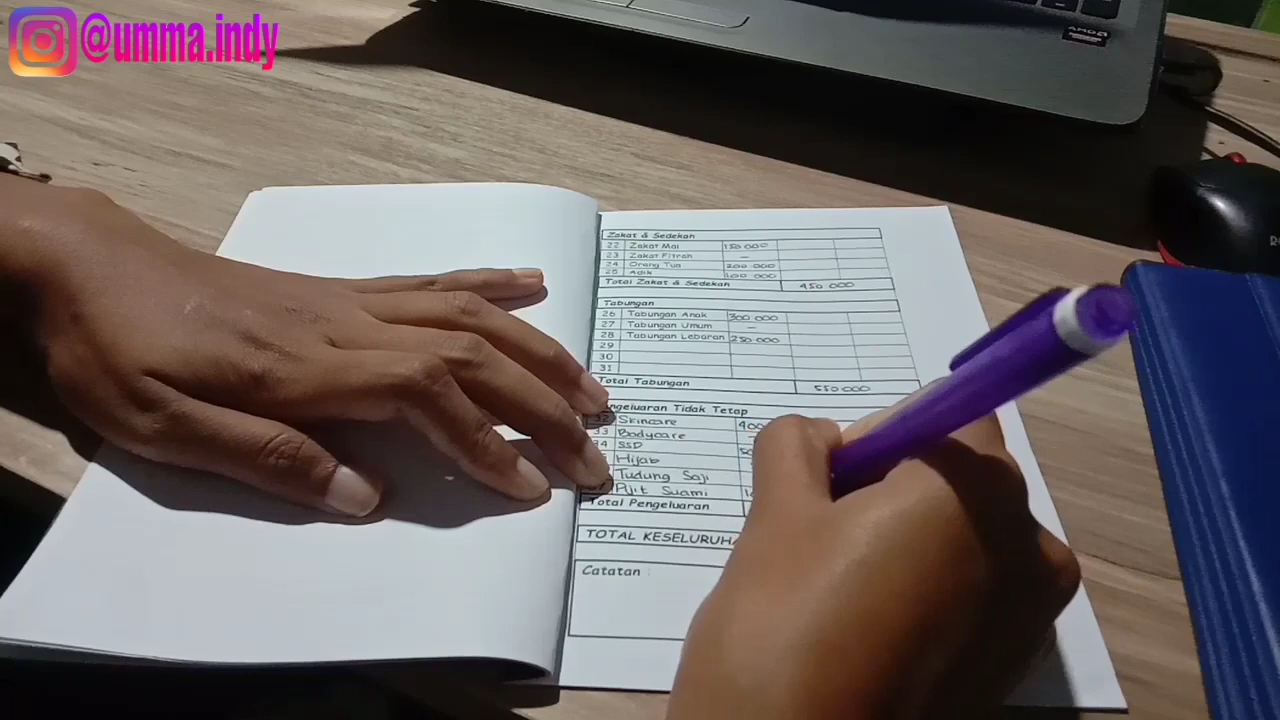 @umma.indy
AMD
Zakat & Sedekah
22 Zakat Mal 150 000
23 Zakat Fitrah -
24 Orang Tua 200 000
25 Adik 100 000
Total Zakat & Sedekah 450 000
Tabungan
26 Tabungan Anak 300 000
27 Tabungan Umum -
28 Tabungan Lebaran 250 000
29
30
31
Total Tabungan 550 000
ngeluaran Tidak Tetap
32 Skincare 400
33 Bodycare -
34 SSD
Hijab
Tudung Saji
Pijit Suami
Total Pengeluaran
TOTAL KESELURUHA
Catatan :